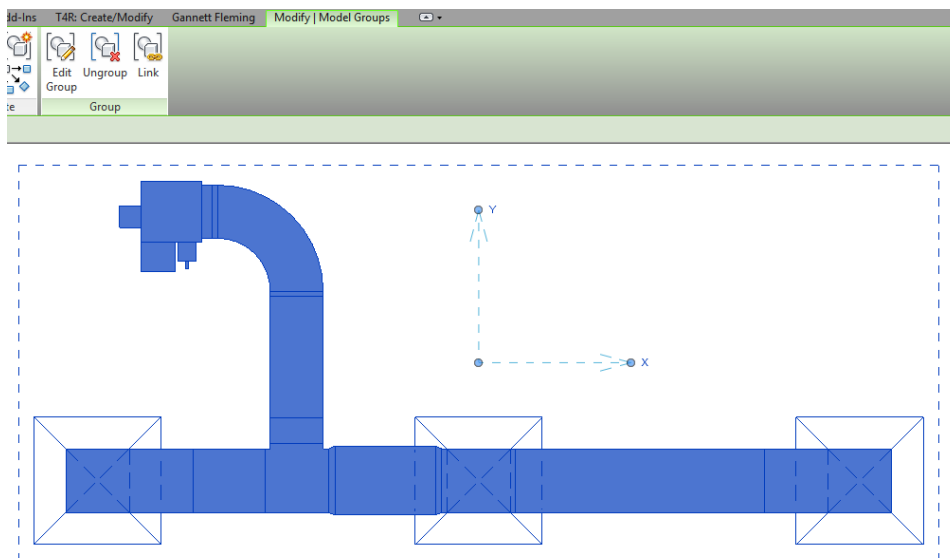 dd-Ins T4R: Create/Modify Gannett Fleming Modify | Model Groups
Edit Group
Ungroup
Link
Group
Y
X